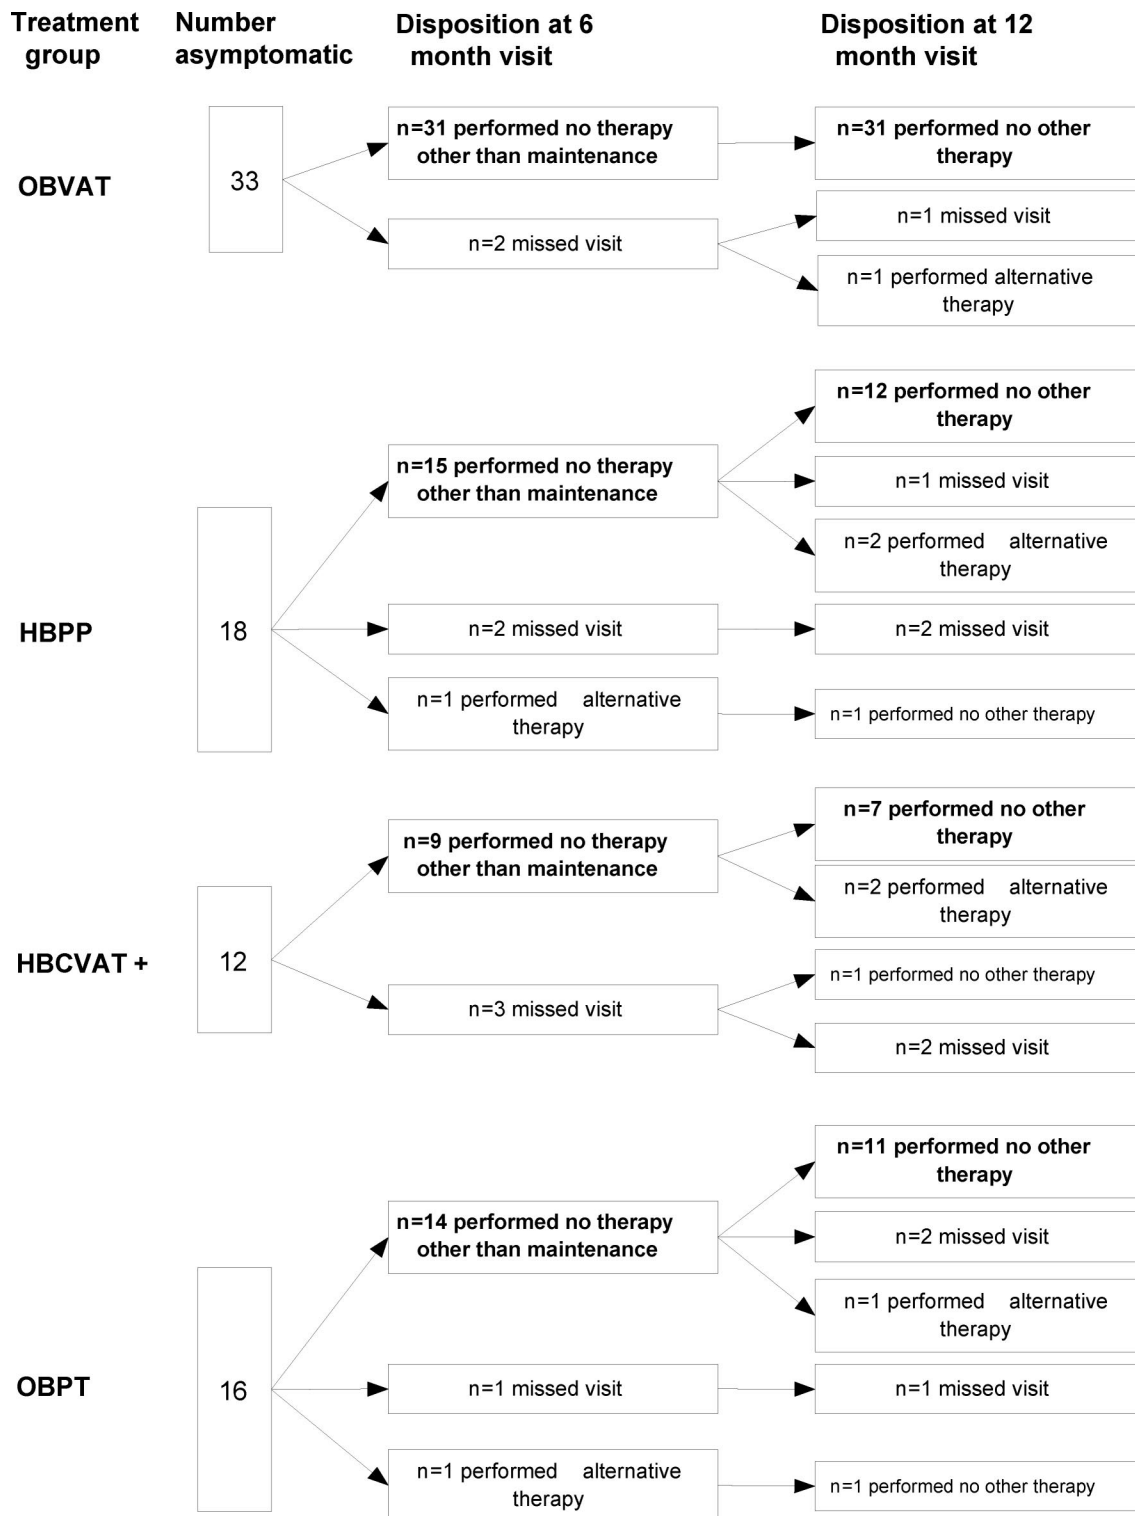 Treatment group
Number asymptomatic
Disposition at 6 month visit
Disposition at 12 month visit
OBVAT
33
n=31 performed no therapy
other than maintenance
n=31 performed no other
therapy
n=2 missed visit
n=1 missed visit
n=1 performed alternative
therapy
HBPP
18
n=15 performed no therapy
other than maintenance
n=12 performed no other
therapy
n=1 missed visit
n=2 performed alternative
therapy
n=2 missed visit
n=2 missed visit
n=1 performed alternative
therapy
n=1 performed no other therapy
HBCVAT +
12
n=9 performed no therapy
other than maintenance
n=7 performed no other
therapy
n=2 performed alternative
therapy
n=3 missed visit
n=1 performed no other therapy
n=2 missed visit
OBPT
16
n=14 performed no therapy
other than maintenance
n=11 performed no other
therapy
n=2 missed visit
n=1 performed alternative
therapy
n=1 missed visit
n=1 missed visit
n=1 performed alternative
therapy
n=1 performed no other therapy